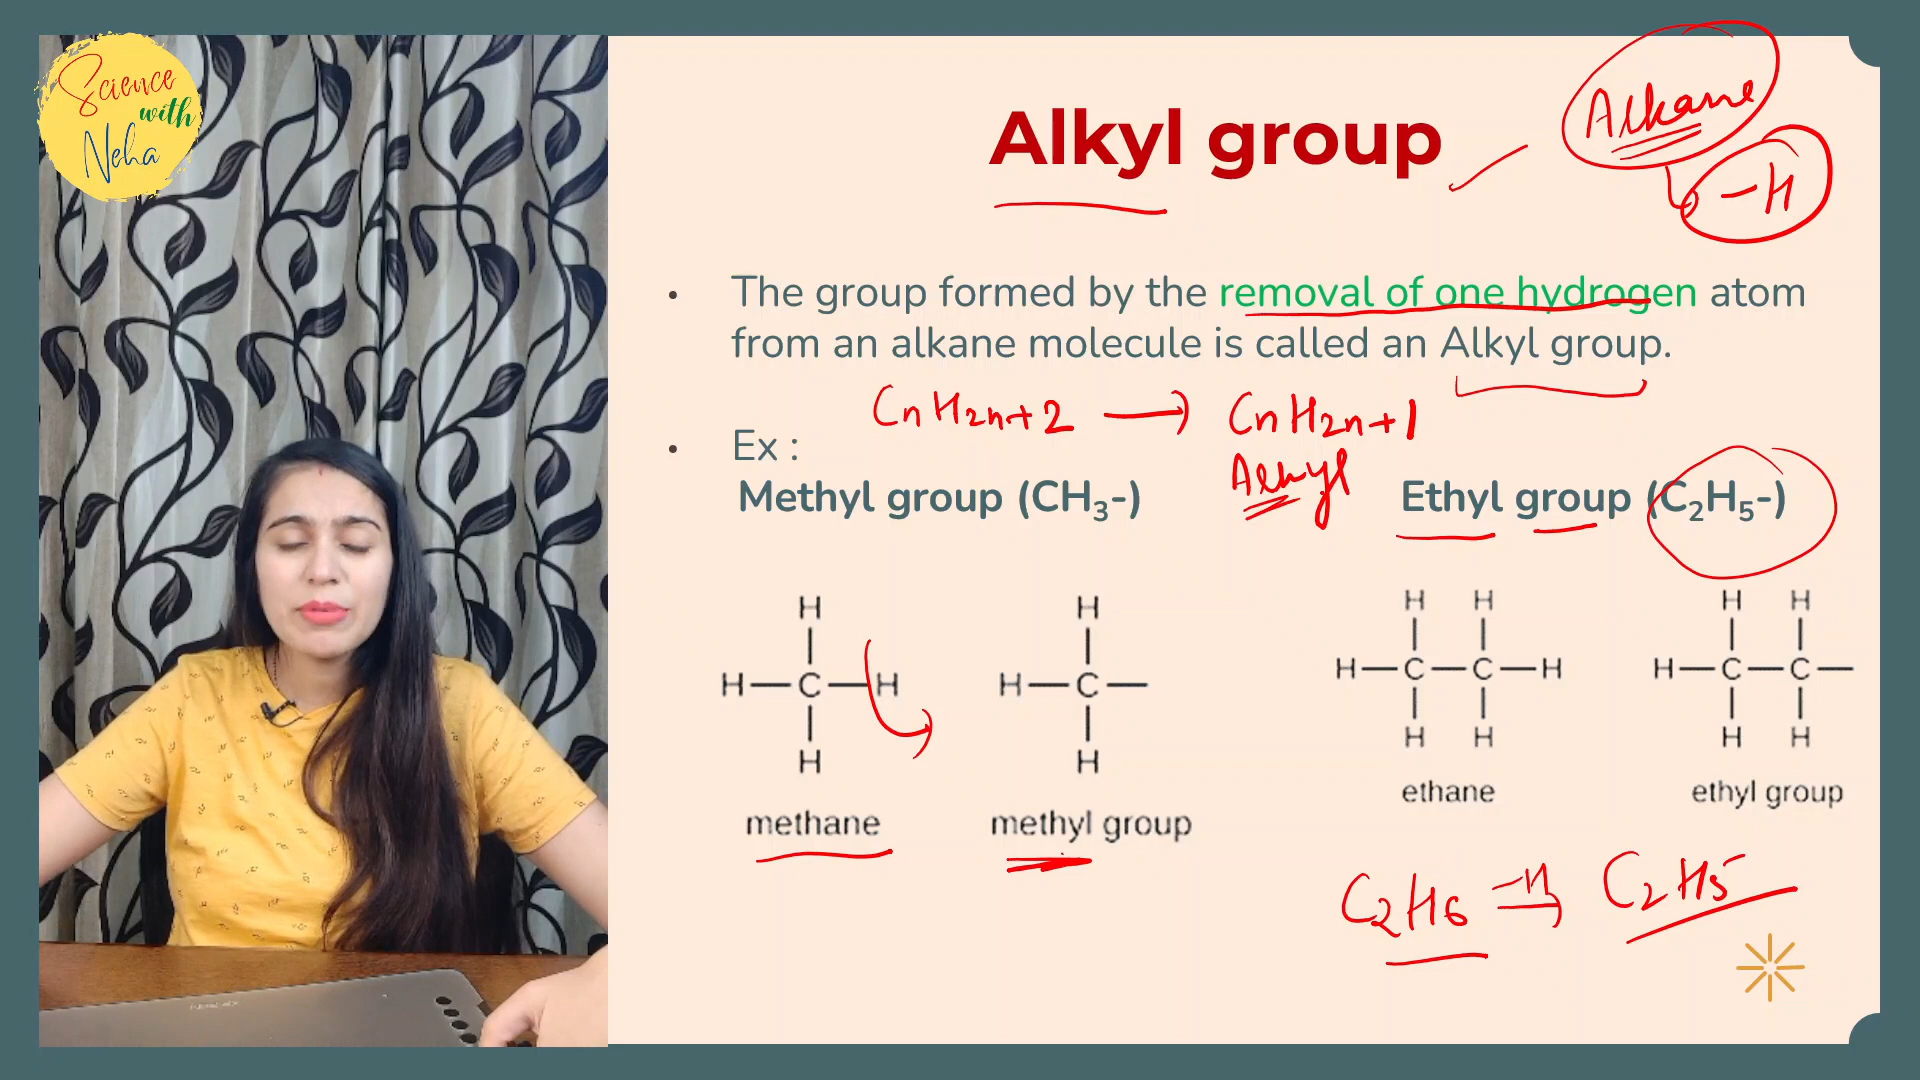 Science
with
Neha
Alkyl group
Alkane
-H
• The group formed by the removal of one hydrogen atom
from an alkane molecule is called an Alkyl group.
CnH2n+2 → CnH2n+1
Alkyl
• Ex :
Methyl group (CH₃-)
Ethyl group (C₂H₅-)
H
H—C—H
H
methane
H
H—C—
H
methyl group
H H
H—C—C—H
H H
ethane
H H
H—C—C—
H H
ethyl group
C2H6 -H → C2H5-